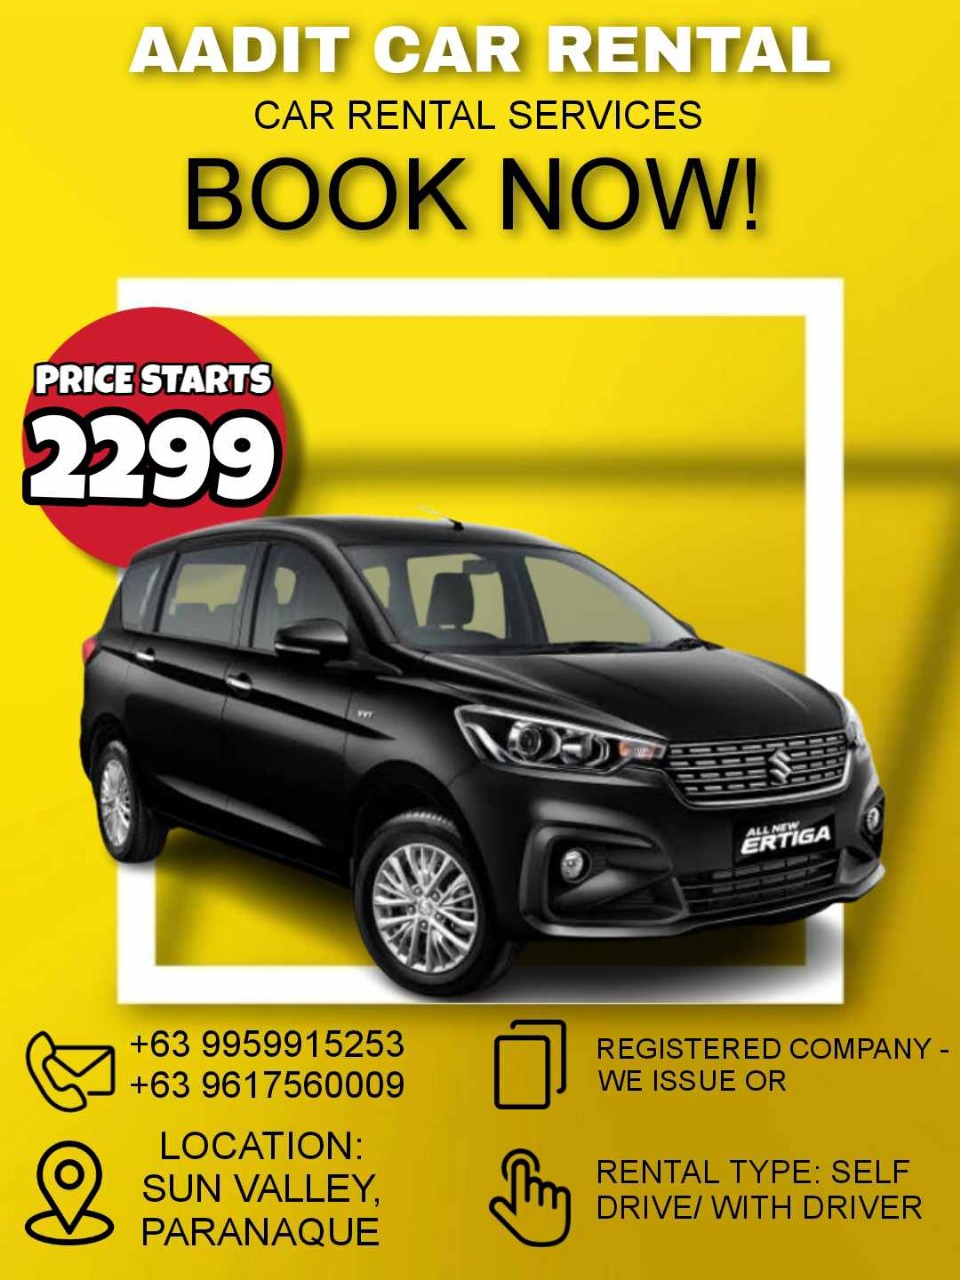 AADIT CAR RENTAL
CAR RENTAL SERVICES
BOOK NOW!
PRICE STARTS
2299
VVT
ALL NEW
ERTIGA
+63 9959915253
+63 9617560009
REGISTERED COMPANY -
WE ISSUE OR
LOCATION:
SUN VALLEY,
PARANAQUE
RENTAL TYPE: SELF
DRIVE/ WITH DRIVER